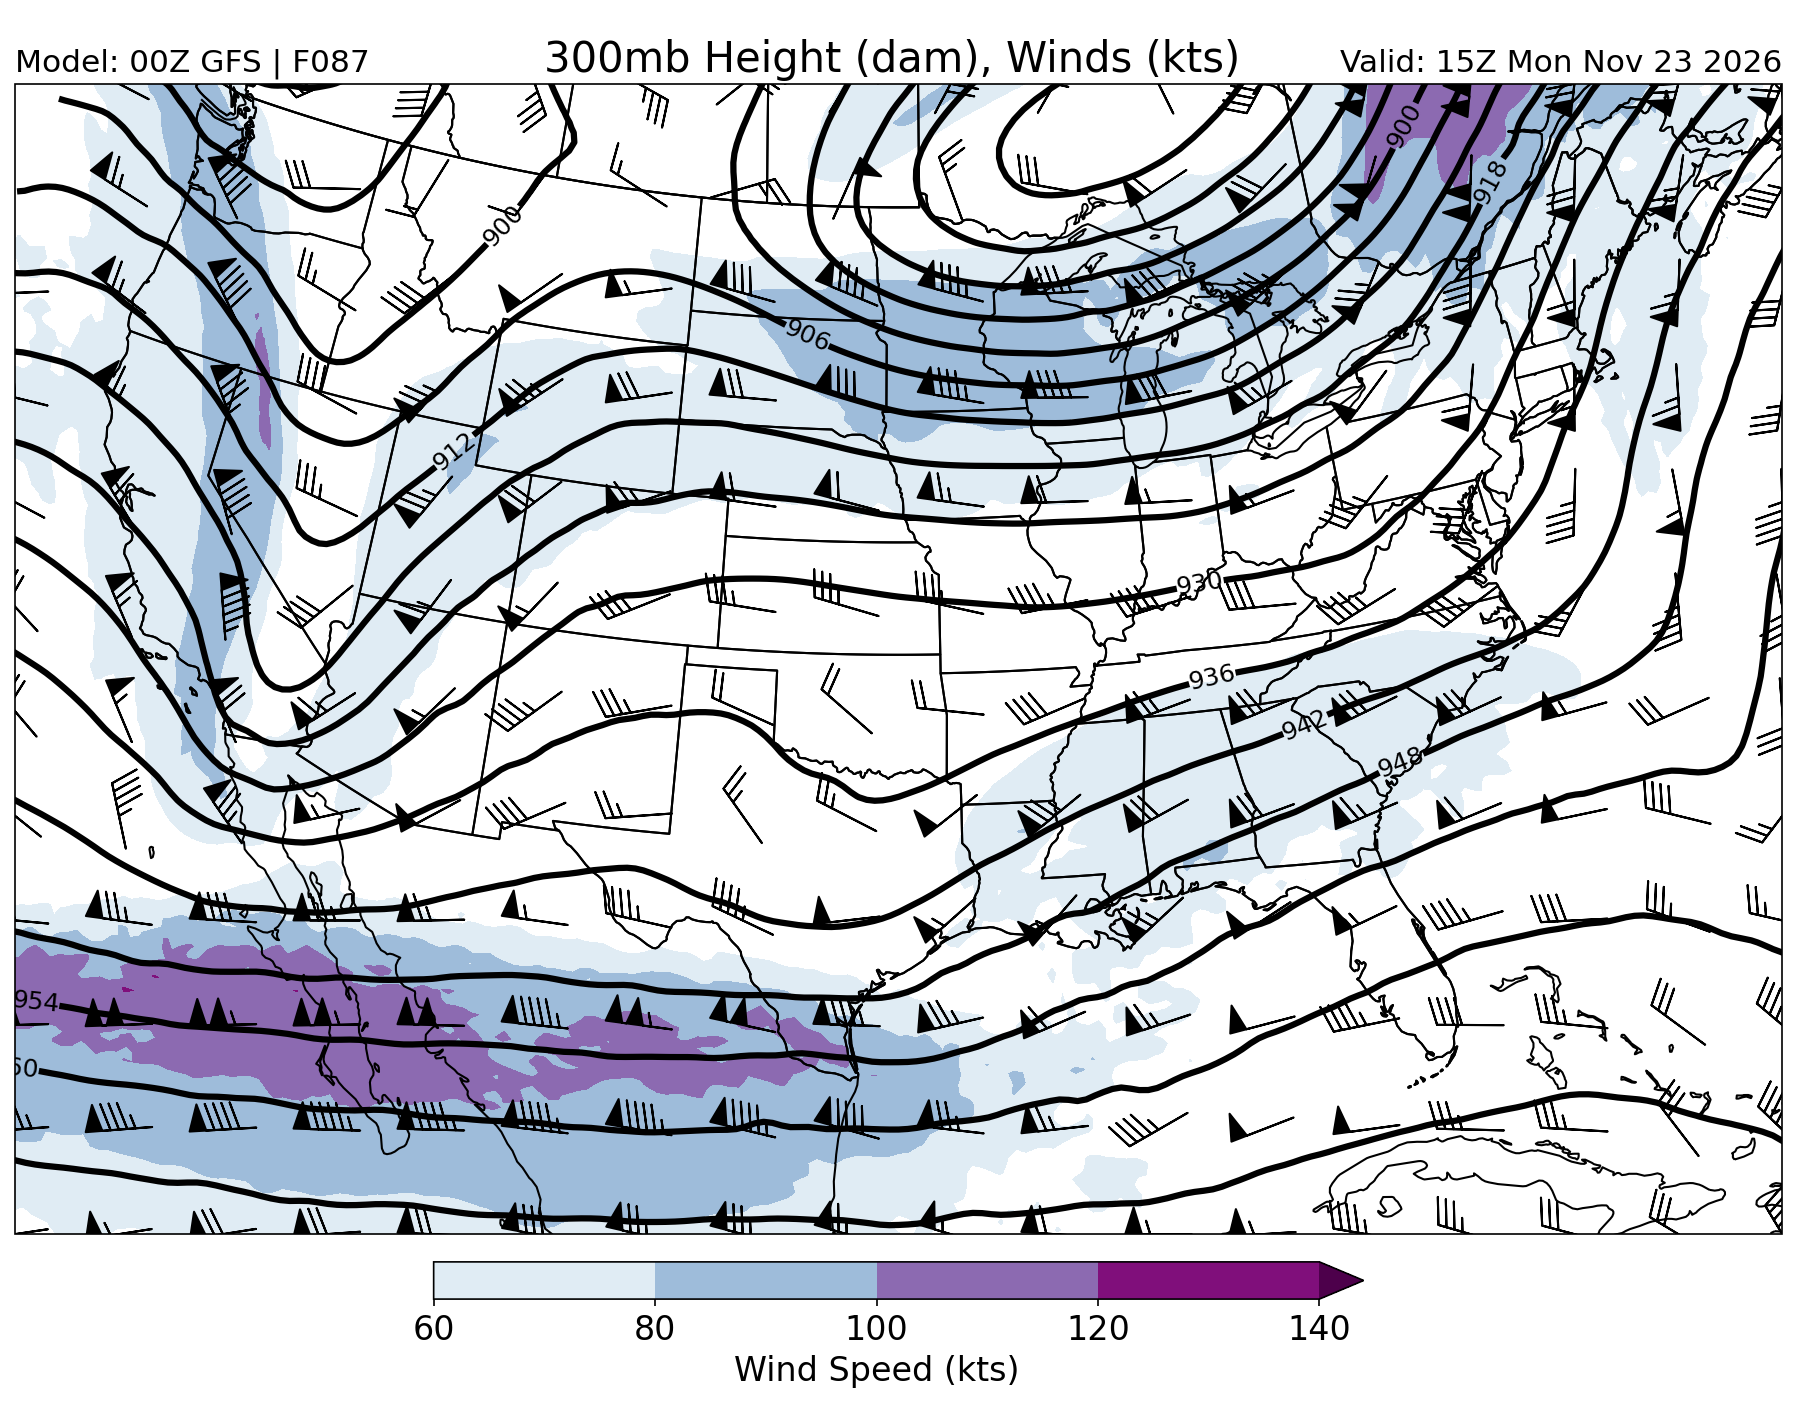 Model: 00Z GFS | F087
300mb Height (dam), Winds (kts)
Valid: 15Z Mon Nov 23 2026
900
918
900
906
912
930
936
942
948
954
60
60 80 100 120 140
Wind Speed (kts)